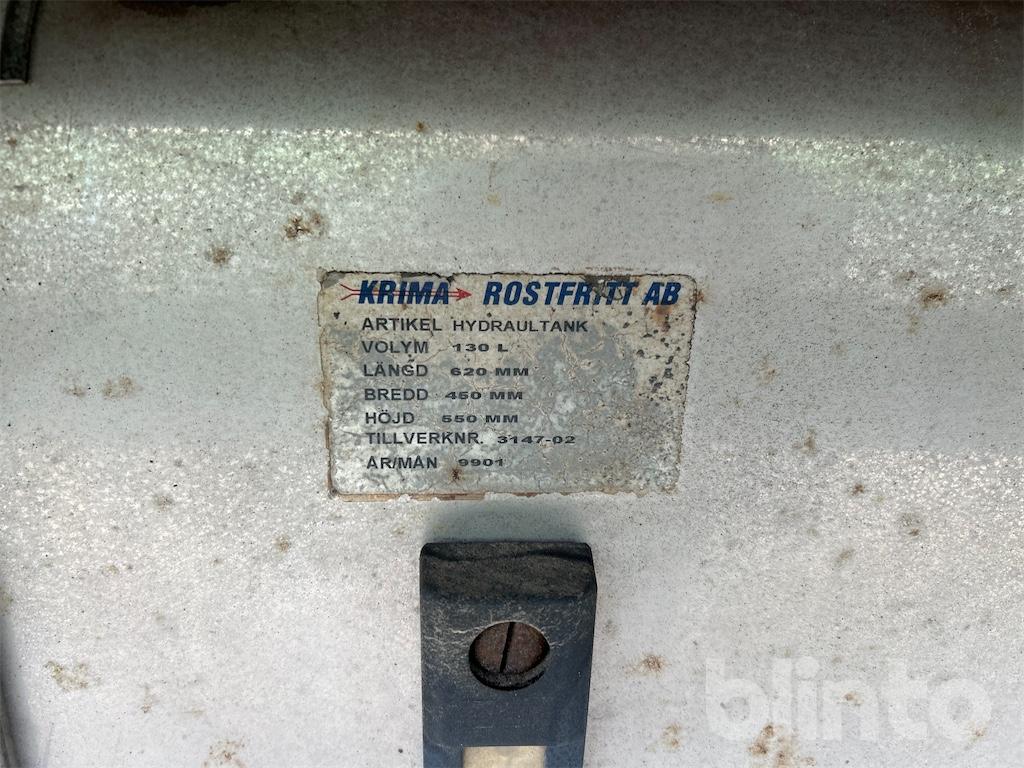 KRIMA ROSTFRITT AB
ARTIKEL HYDRAULTANK
VOLYM 130 L
LÄNGD 620 MM
BREDD 450 MM
HÖJD 550 MM
TILLVERKNR. 3147-02
ÅR/MÅN 9901
blinto